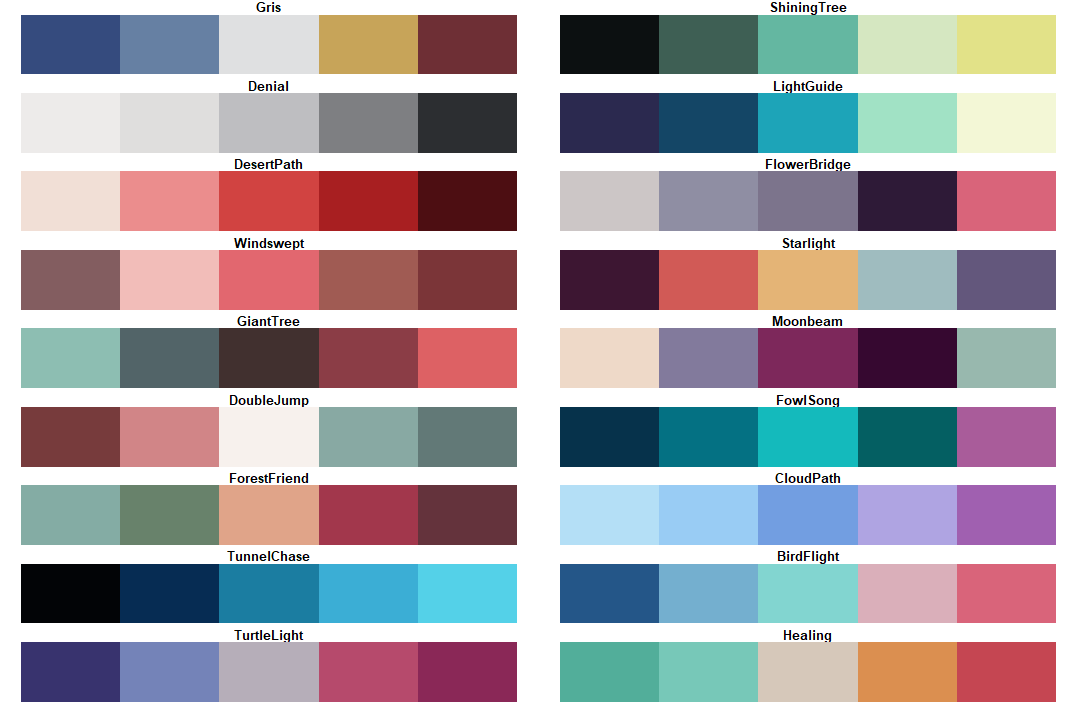 Gris
Denial
DesertPath
Windswept
GiantTree
DoubleJump
ForestFriend
TunnelChase
TurtleLight
ShiningTree
LightGuide
FlowerBridge
Starlight
Moonbeam
FowlSong
CloudPath
BirdFlight
Healing